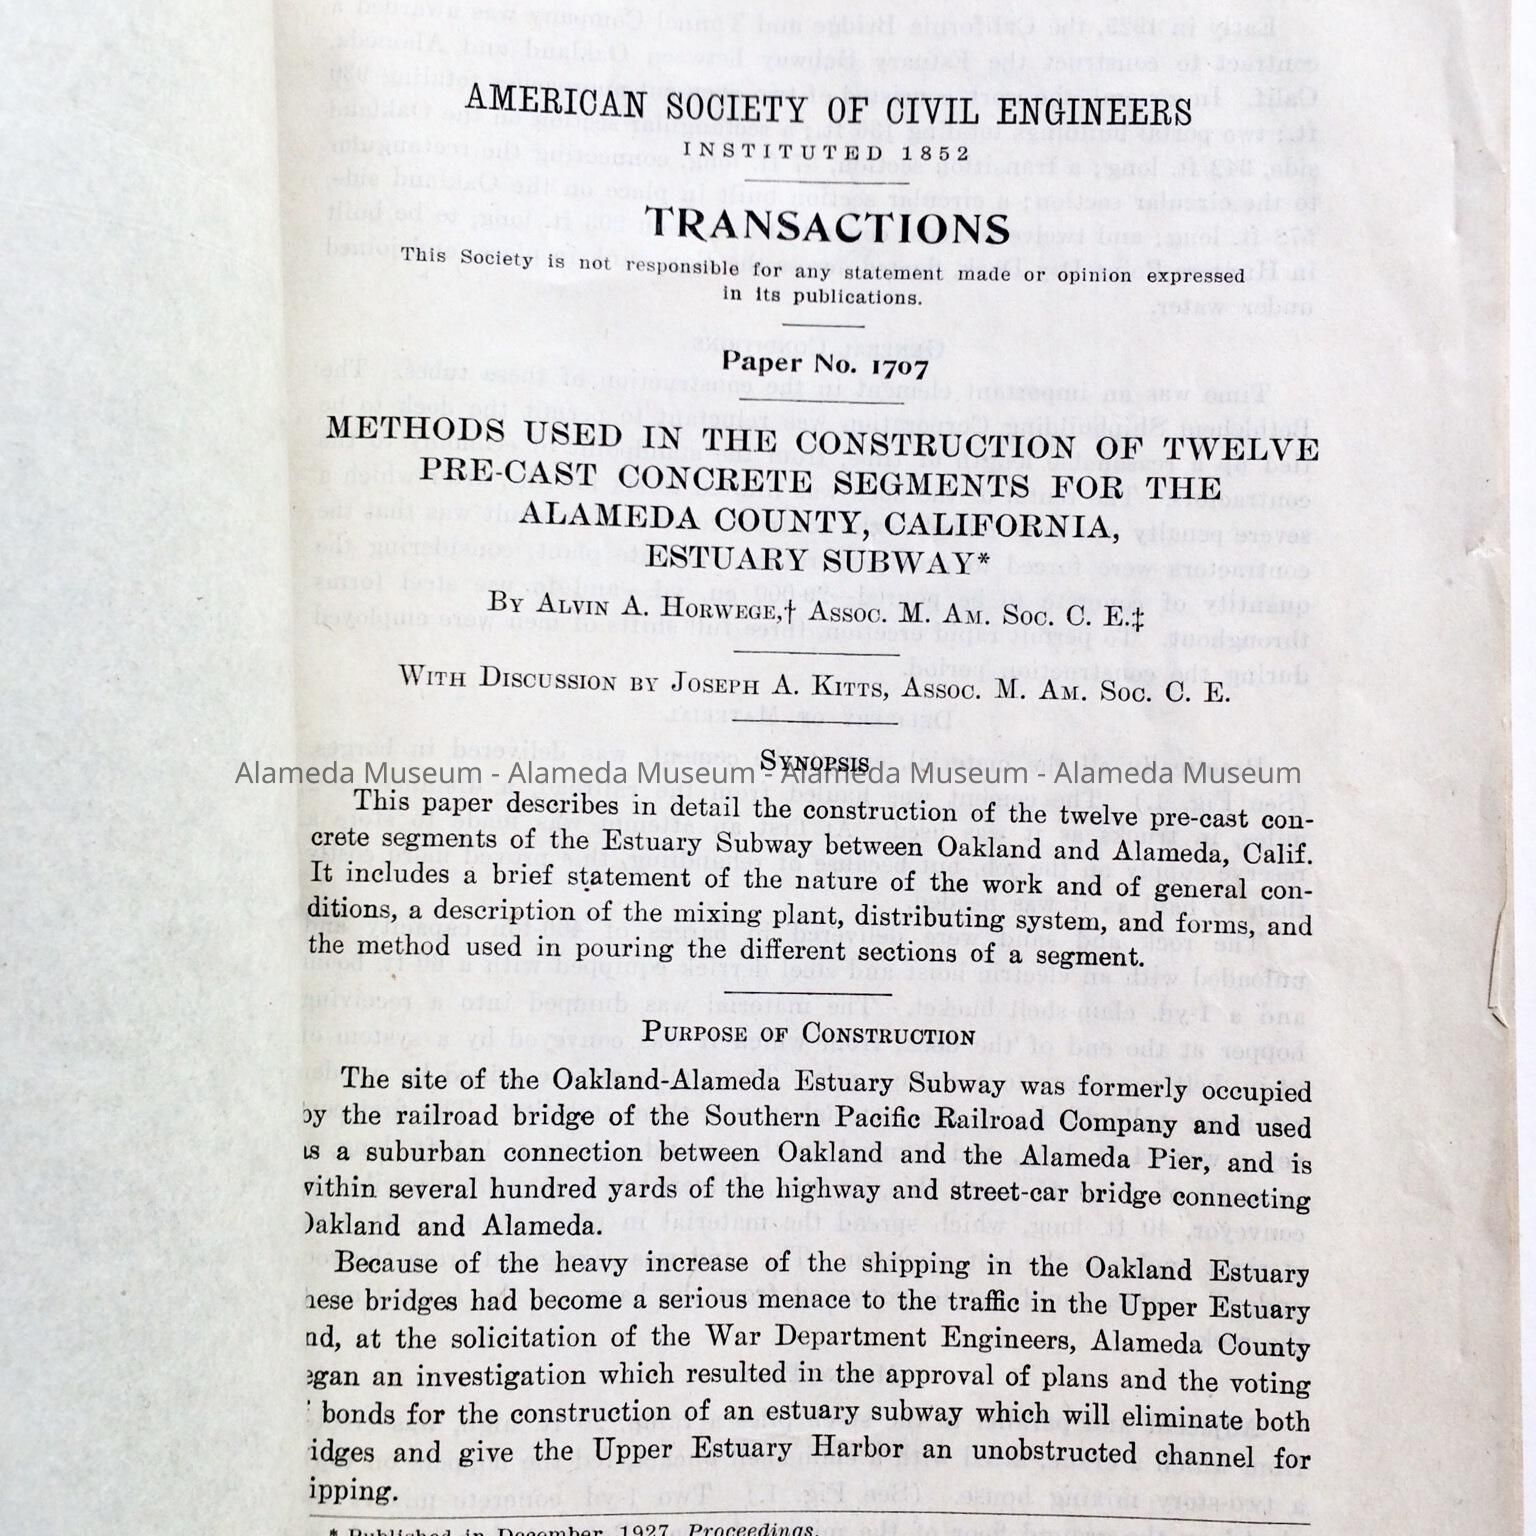 AMERICAN SOCIETY OF CIVIL ENGINEERS
INSTITUTED 1852
TRANSACTIONS
This Society is not responsible for any statement made or opinion expressed
in its publications.
Paper No. 1707
METHODS USED IN THE CONSTRUCTION OF TWELVE
PRE-CAST CONCRETE SEGMENTS FOR THE
ALAMEDA COUNTY, CALIFORNIA,
ESTUARY SUBWAY*
By Alvin A. Horwege,† Assoc. M. Am. Soc. C. E.‡
With Discussion by Joseph A. Kitts, Assoc. M. Am. Soc. C. E.
Synopsis
Alameda Museum - Alameda Museum - Alameda Museum - Alameda Museum
This paper describes in detail the construction of the twelve pre-cast con-
crete segments of the Estuary Subway between Oakland and Alameda, Calif.
It includes a brief statement of the nature of the work and of general con-
ditions, a description of the mixing plant, distributing system, and forms, and
the method used in pouring the different sections of a segment.
Purpose of Construction
The site of the Oakland-Alameda Estuary Subway was formerly occupied
by the railroad bridge of the Southern Pacific Railroad Company and used
as a suburban connection between Oakland and the Alameda Pier, and is
within several hundred yards of the highway and street-car bridge connecting
Oakland and Alameda.
Because of the heavy increase of the shipping in the Oakland Estuary
hese bridges had become a serious menace to the traffic in the Upper Estuary
nd, at the solicitation of the War Department Engineers, Alameda County
egan an investigation which resulted in the approval of plans and the voting
bonds for the construction of an estuary subway which will eliminate both
idges and give the Upper Estuary Harbor an unobstructed channel for
ipping.
* Published in December, 1927, Proceedings.